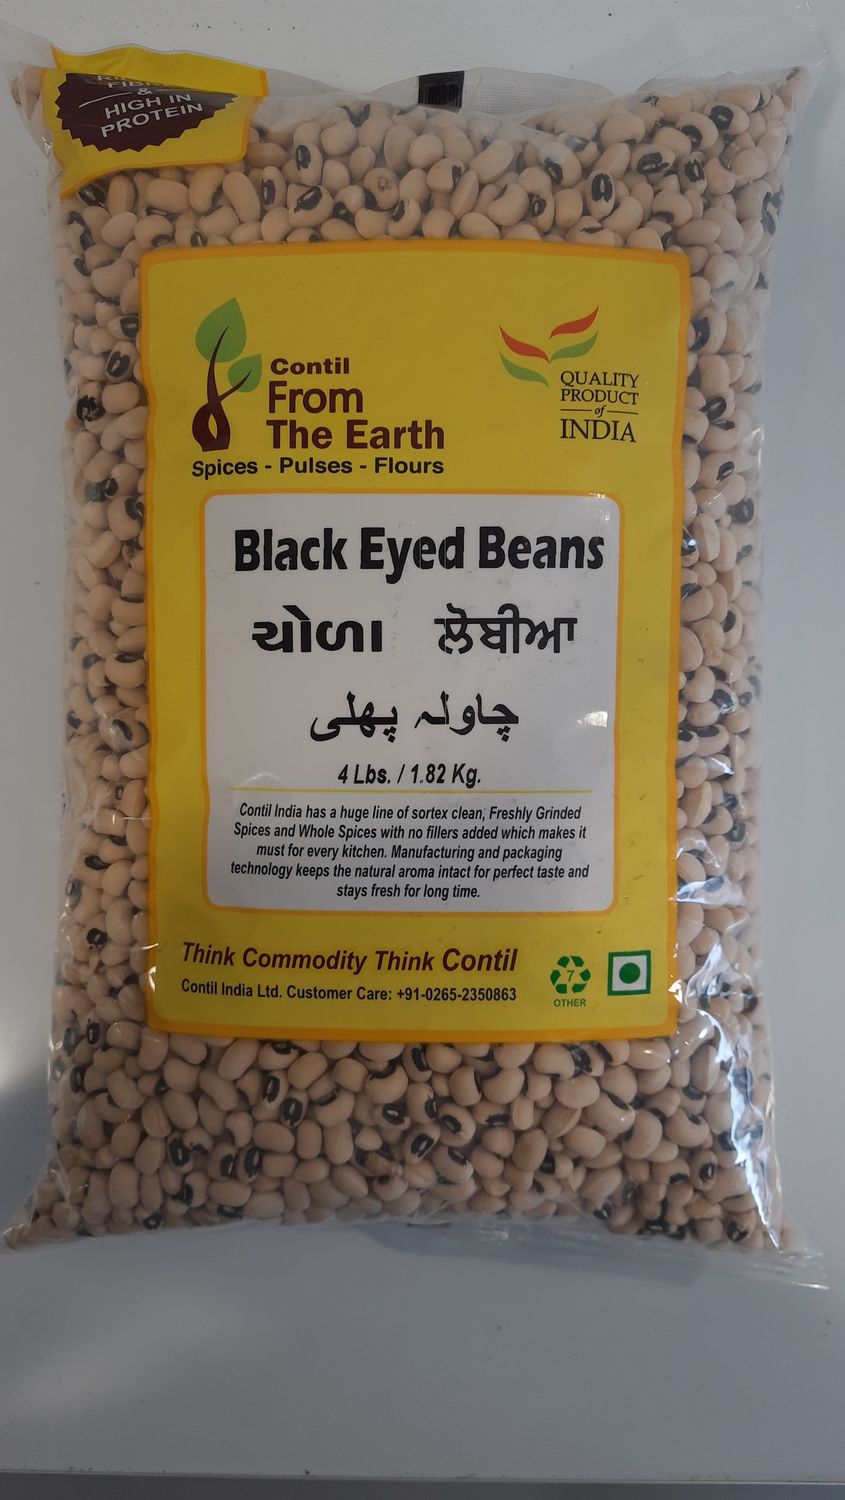 &
HIGH IN
PROTEIN
Contil
From
The Earth
Spices - Pulses - Flours
QUALITY
PRODUCT
of
INDIA
Black Eyed Beans
ચોળા ਲੋਬੀਆ
چاولہ پھلی
4 Lbs. / 1.82 Kg.
Contil India has a huge line of sortex clean, Freshly Grinded
Spices and Whole Spices with no fillers added which makes it
must for every kitchen. Manufacturing and packaging
technology keeps the natural aroma intact for perfect taste and
stays fresh for long time.
Think Commodity Think Contil
Contil India Ltd. Customer Care: +91-0265-2350863
7
OTHER